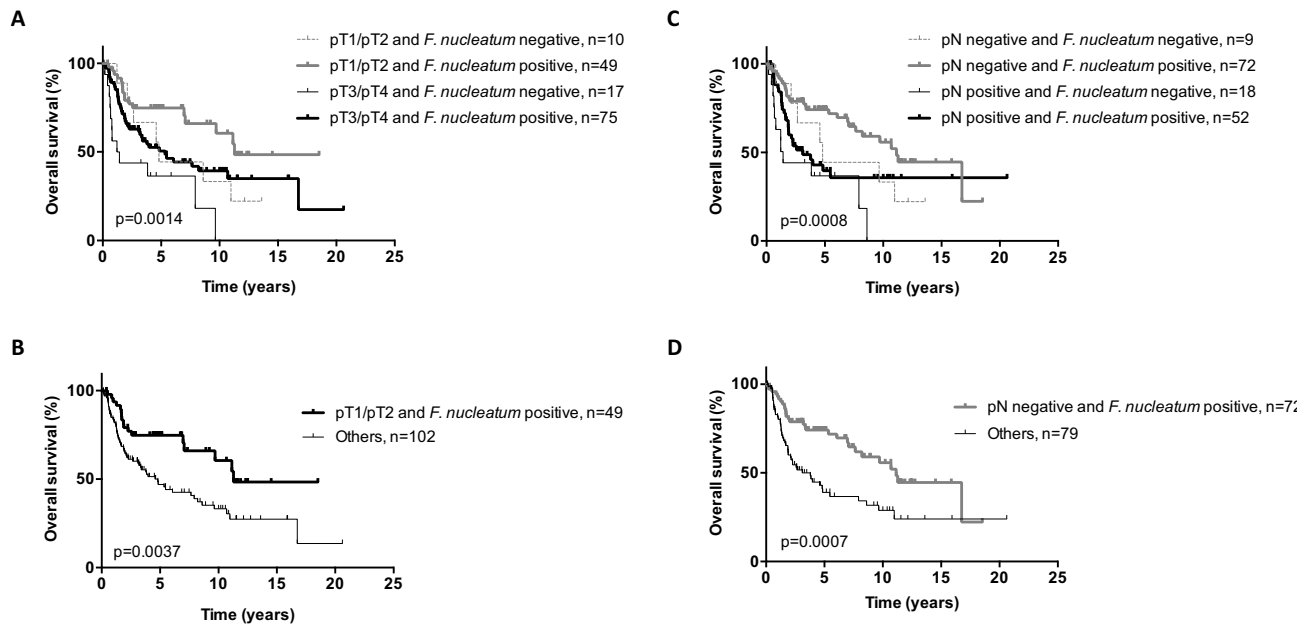 A
pT1/pT2 and F. nucleatum negative, n=10
pT1/pT2 and F. nucleatum positive, n=49
pT3/pT4 and F. nucleatum negative, n=17
pT3/pT4 and F. nucleatum positive, n=75
Overall survival (%)
100
50
0
p=0.0014
0 5 10 15 20 25
Time (years)
C
pN negative and F. nucleatum negative, n=9
pN negative and F. nucleatum positive, n=72
pN positive and F. nucleatum negative, n=18
pN positive and F. nucleatum positive, n=52
Overall survival (%)
100
50
0
p=0.0008
0 5 10 15 20 25
Time (years)
B
pT1/pT2 and F. nucleatum positive, n=49
Others, n=102
Overall survival (%)
100
50
0
p=0.0037
0 5 10 15 20 25
Time (years)
D
pN negative and F. nucleatum positive, n=72
Others, n=79
Overall survival (%)
100
50
0
p=0.0007
0 5 10 15 20 25
Time (years)